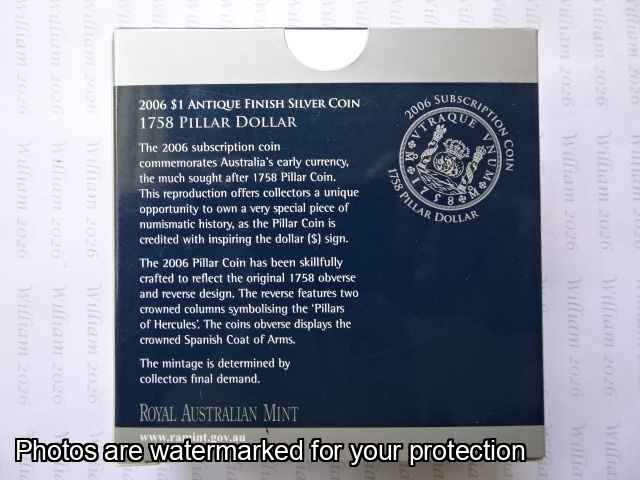 2006 $1 ANTIQUE FINISH SILVER COIN
1758 PILLAR DOLLAR
The 2006 subscription coin
commemorates Australia's early currency,
the much sought after 1758 Pillar Coin.
This reproduction offers collectors a unique
opportunity to own a very special piece of
numismatic history, as the Pillar Coin is
credited with inspiring the dollar ($) sign.
The 2006 Pillar Coin has been skillfully
crafted to reflect the original 1758 obverse
and reverse design. The reverse features two
crowned columns symbolising the 'Pillars
of Hercules'. The coins obverse displays the
crowned Spanish Coat of Arms.
The mintage is determined by
collectors final demand.
ROYAL AUSTRALIAN MINT
www.ramint.gov.au
2006 SUBSCRIPTION COIN
VTRAQUE VNUM
M 1758 M
1758 PILLAR DOLLAR
William 2026
Photos are watermarked for your protection